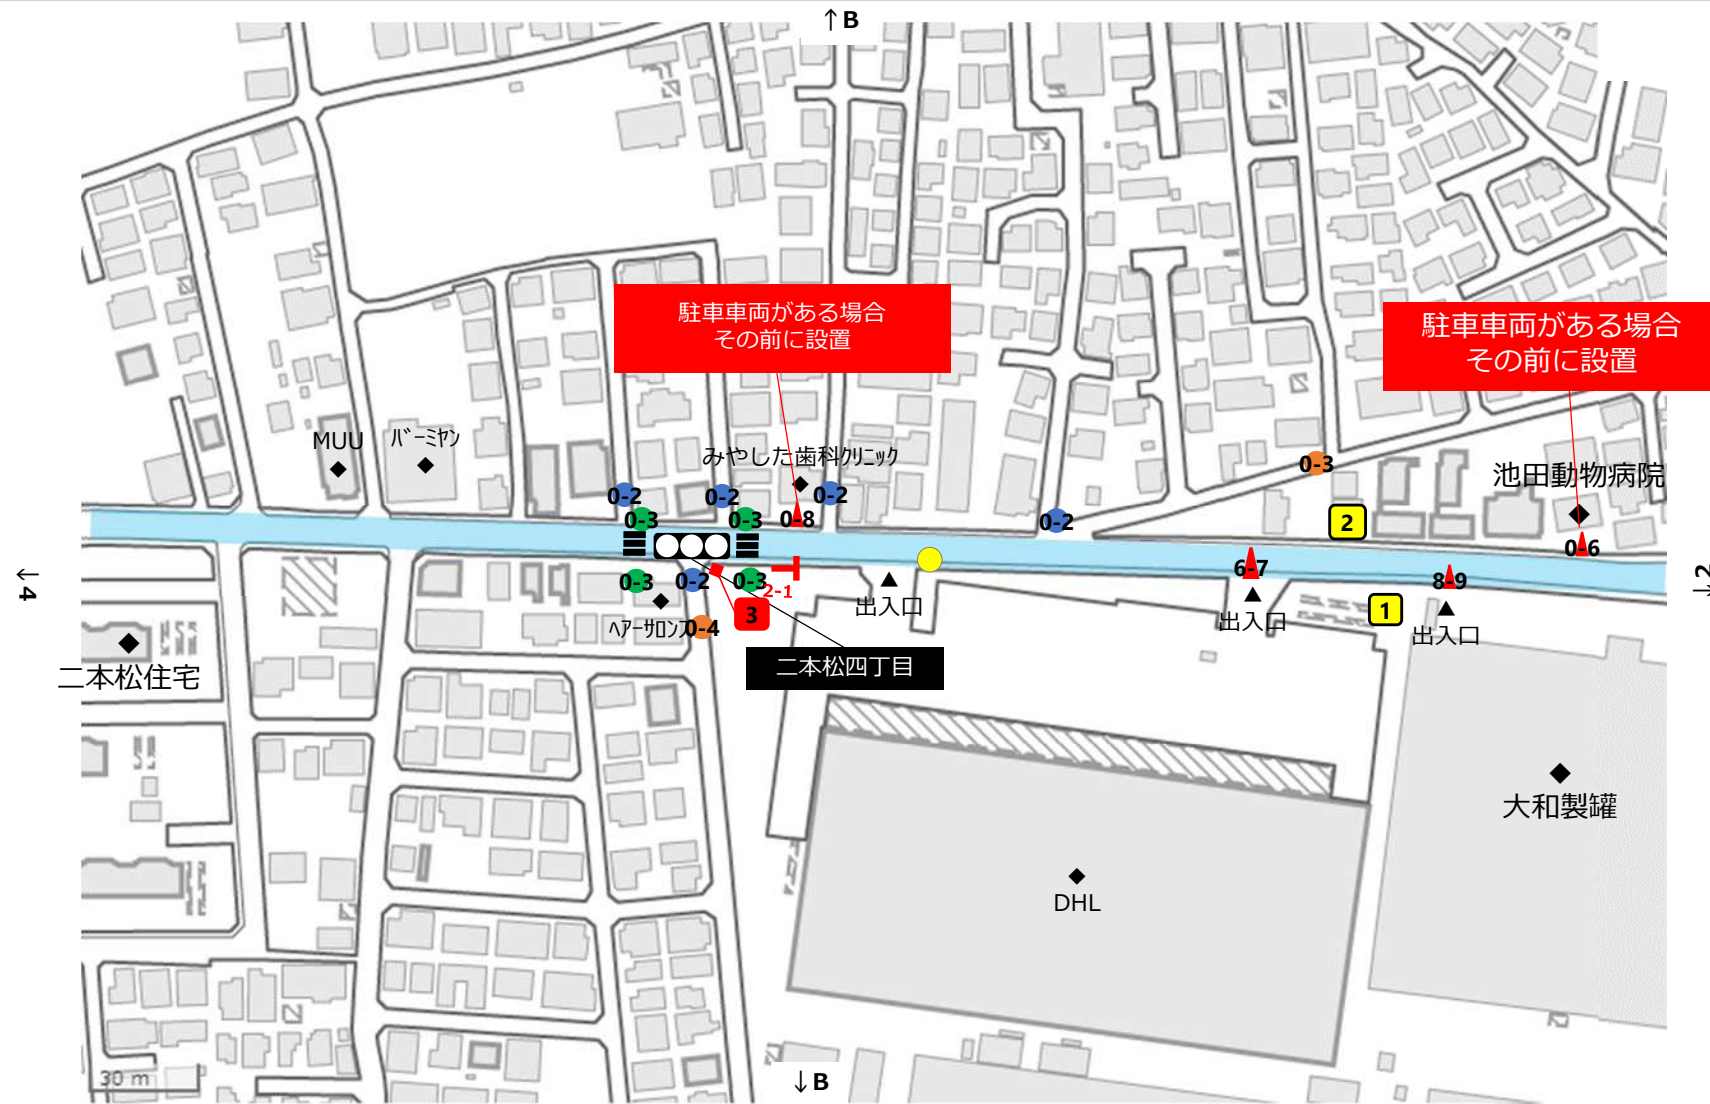 ↑B
駐車車両がある場合
その前に設置
駐車車両がある場合
その前に設置
MUU
バーミヤン
みやした歯科クリニック
0-3
池田動物病院
0-2
0-2
0-2
0-3
0-3
0-8
0-2
2
0-6
↓4
0-3
0-2
0-3
2-1
6-7
8-9
2
↓
3
出入口
1
出入口
出入口
ヘアーサロンズ
0-4
二本松四丁目
二本松住宅
大和製罐
DHL
30 m
↓B